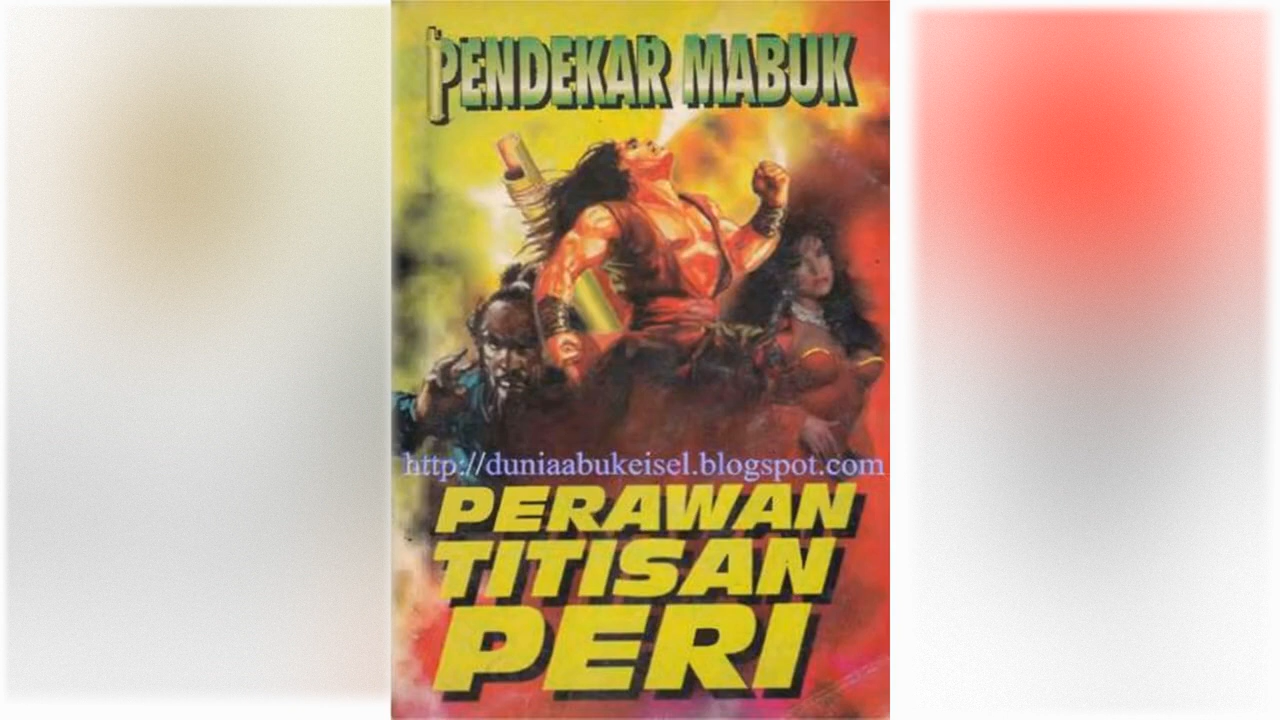 PENDEKAR MABUK
http://duniaabukeisel.blogspot.com
PERAWAN
TITISAN
PERI